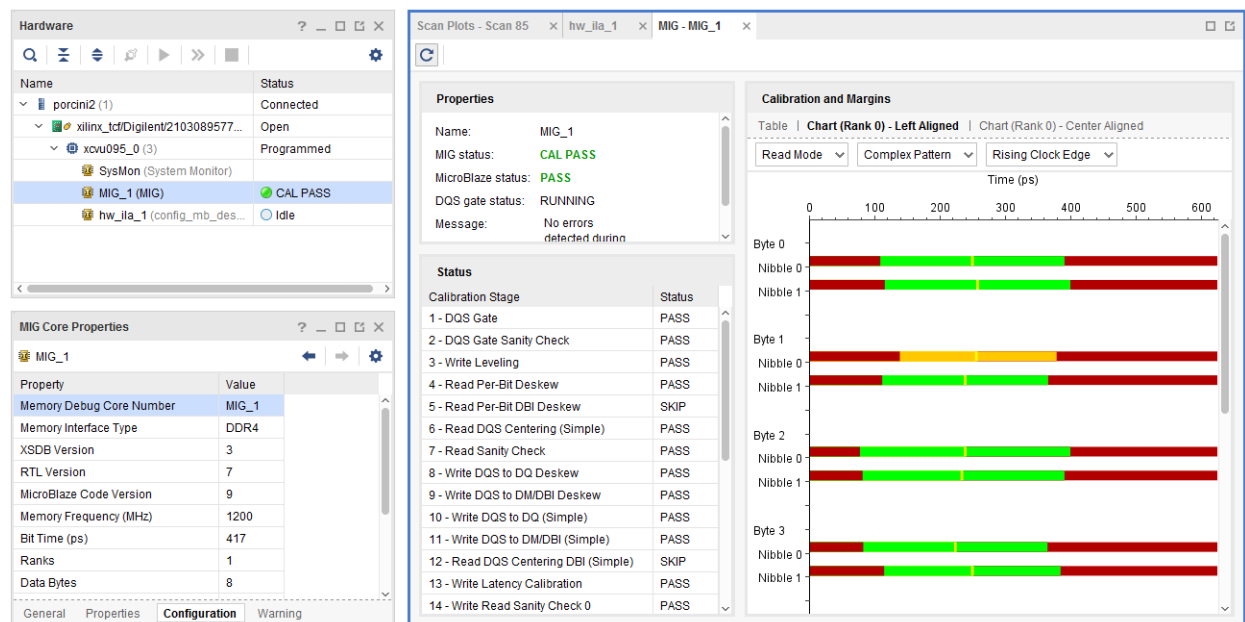 Hardware
Name Status
porcini2 (1) Connected
xilinx_tcf/Digilent/2103089577... Open
xcvu095_0 (3) Programmed
SysMon (System Monitor)
MIG_1 (MIG) CAL PASS
hw_ila_1 (config_mb_des... Idle
MIG Core Properties
MIG_1
Property Value
Memory Debug Core Number MIG_1
Memory Interface Type DDR4
XSDB Version 3
RTL Version 7
MicroBlaze Code Version 9
Memory Frequency (MHz) 1200
Bit Time (ps) 417
Ranks 1
Data Bytes 8
General Properties Configuration Warning
Scan Plots - Scan 85 hw_ila_1 MIG - MIG_1
Properties
Name: MIG_1
MIG status: CAL PASS
MicroBlaze status: PASS
DQS gate status: RUNNING
Message: No errors
detected during
Status
Calibration Stage Status
1 - DQS Gate PASS
2 - DQS Gate Sanity Check PASS
3 - Write Leveling PASS
4 - Read Per-Bit Deskew PASS
5 - Read Per-Bit DBI Deskew SKIP
6 - Read DQS Centering (Simple) PASS
7 - Read Sanity Check PASS
8 - Write DQS to DQ Deskew PASS
9 - Write DQS to DM/DBI Deskew PASS
10 - Write DQS to DQ (Simple) PASS
11 - Write DQS to DM/DBI (Simple) PASS
12 - Read DQS Centering DBI (Simple) SKIP
13 - Write Latency Calibration PASS
14 - Write Read Sanity Check 0 PASS
Calibration and Margins
Table | Chart (Rank 0) - Left Aligned | Chart (Rank 0) - Center Aligned
Read Mode Complex Pattern Rising Clock Edge
Time (ps)
0 100 200 300 400 500 600
Byte 0
Nibble 0
Nibble 1
Byte 1
Nibble 0
Nibble 1
Byte 2
Nibble 0
Nibble 1
Byte 3
Nibble 0
Nibble 1